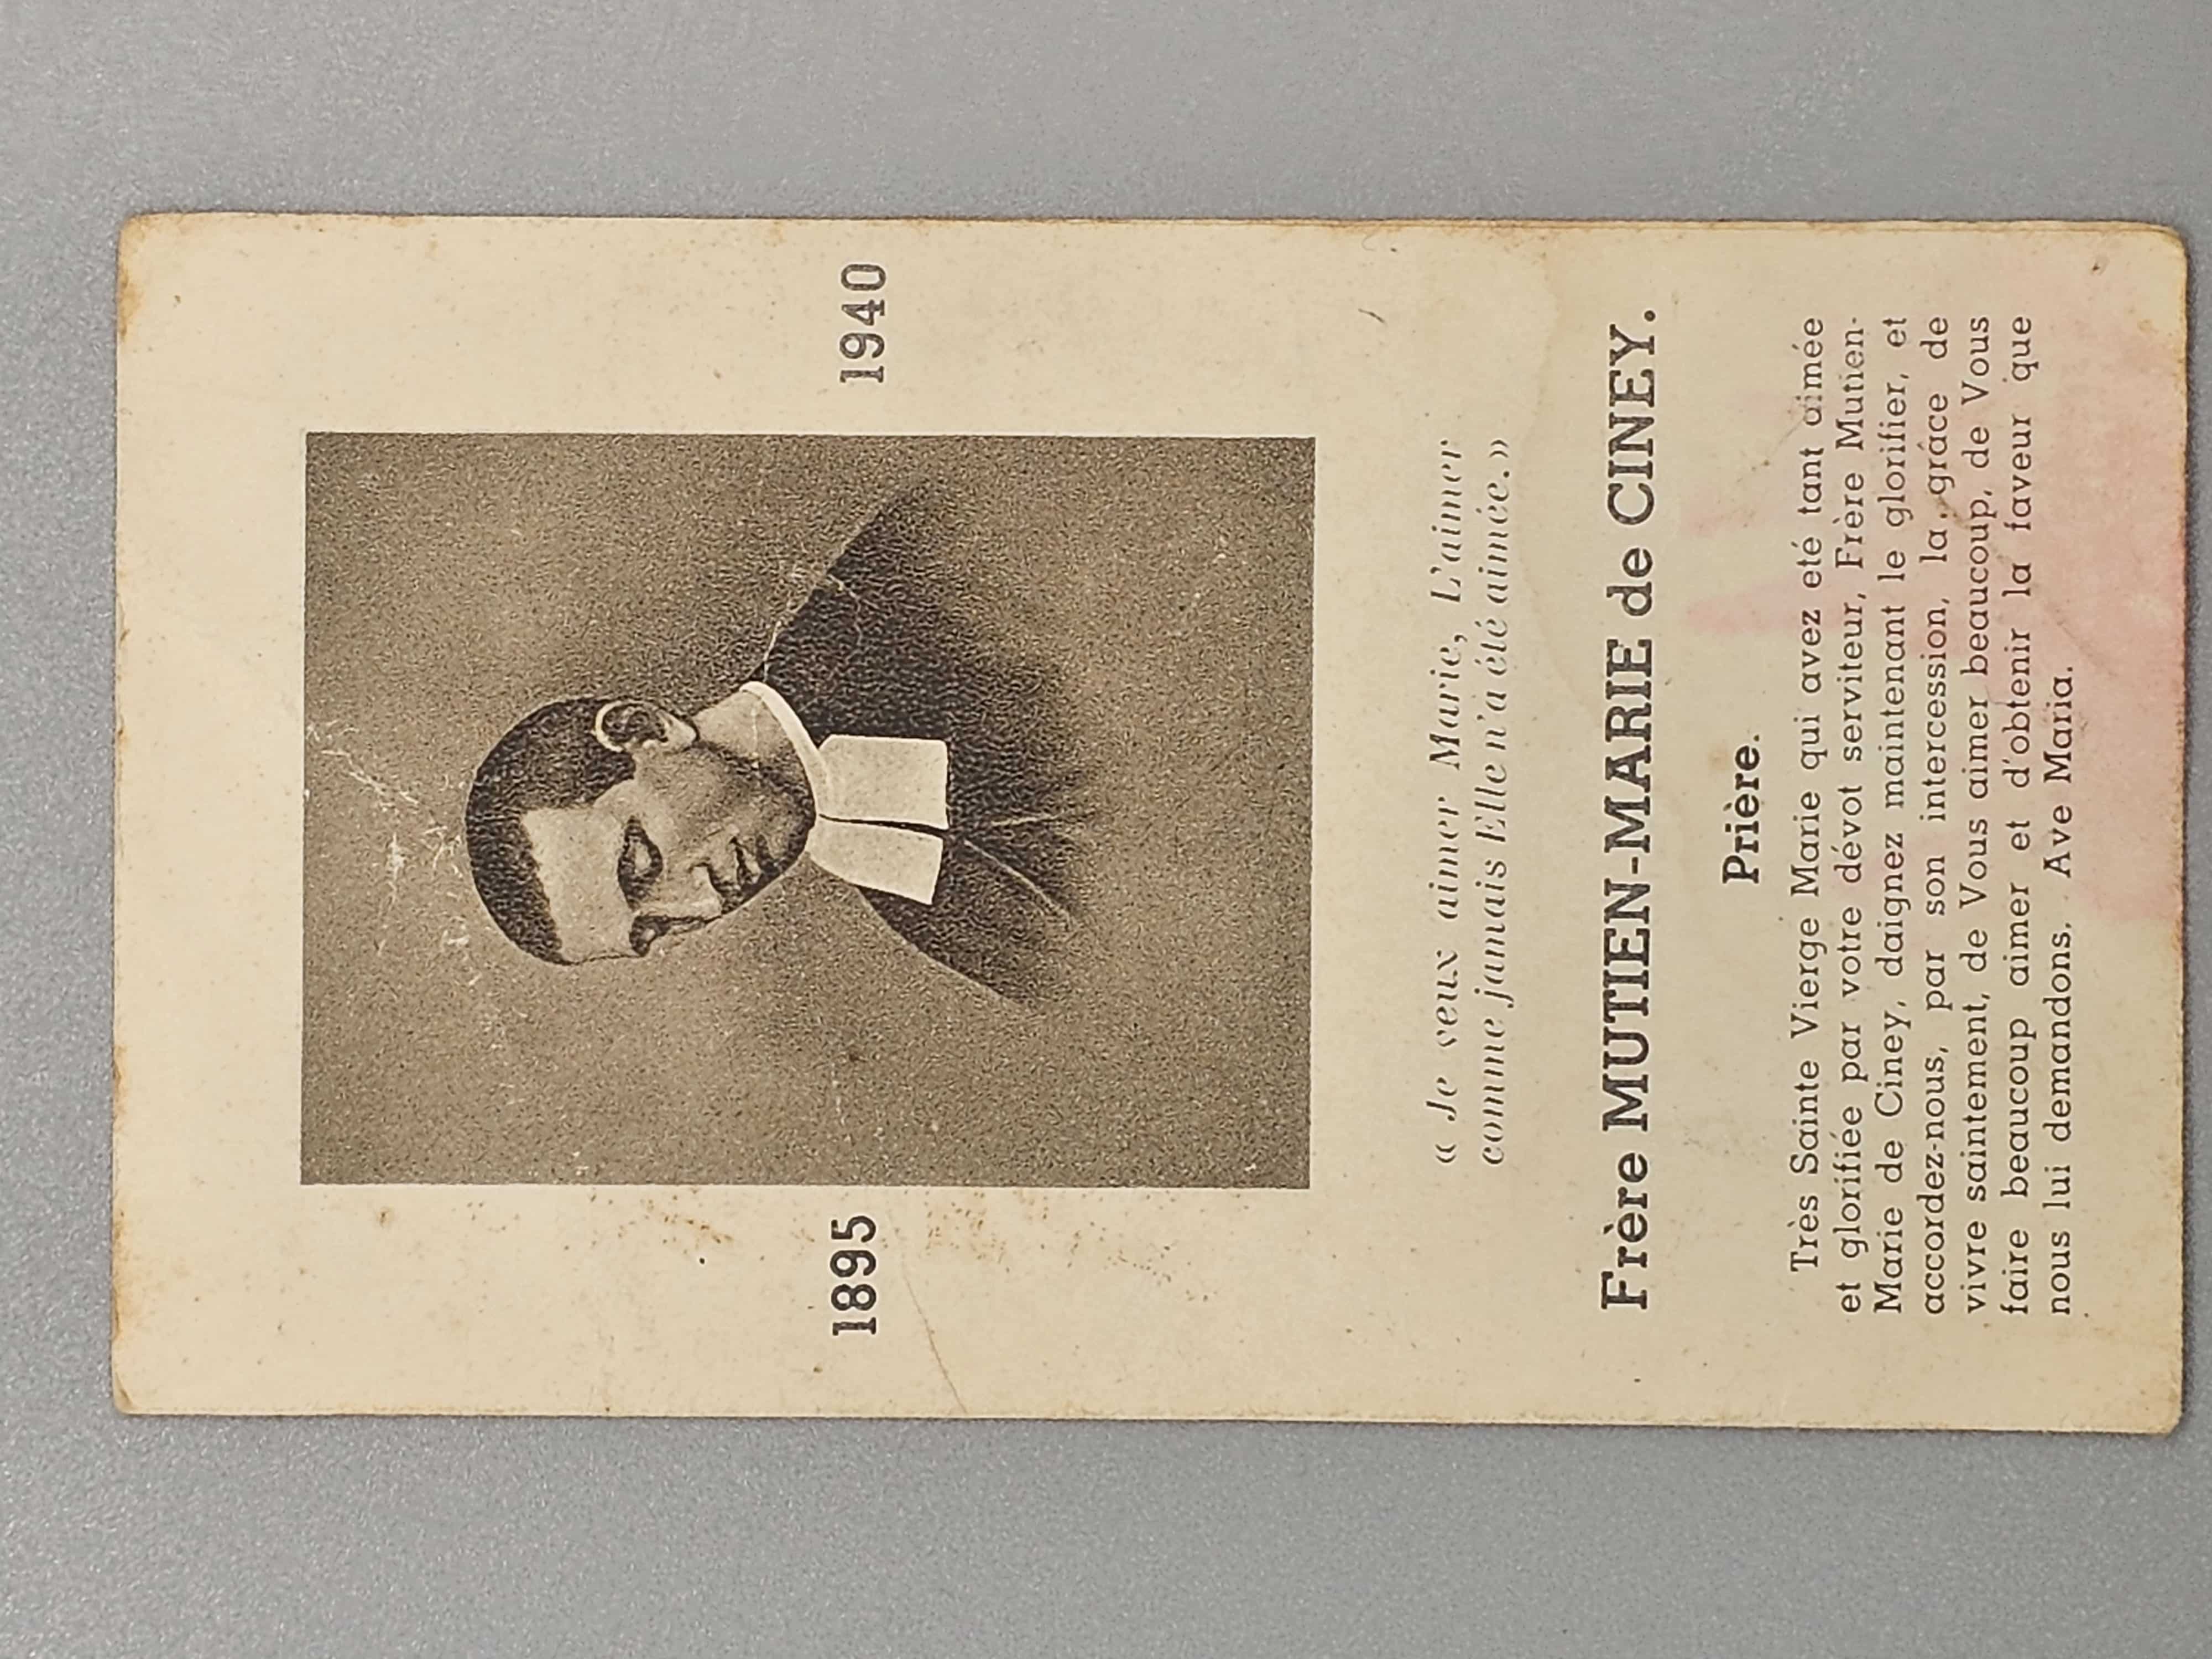 1895
1940
« Je veux aimer Marie, L'aimer
comme jamais Elle n'a été aimée.»
Frère MUTIEN-MARIE de CINEY.
Prière.
Très Sainte Vierge Marie qui avez eté tant aimée
et glorifiée par votre dévot serviteur, Frère Mutien-
Marie de Ciney, daignez maintenant le glorifier, et
accordez-nous, par son intercession, la grâce de
vivre saintement, de Vous aimer beaucoup, de Vous
faire beaucoup aimer et d'obtenir la faveur que
nous lui demandons. Ave Maria.